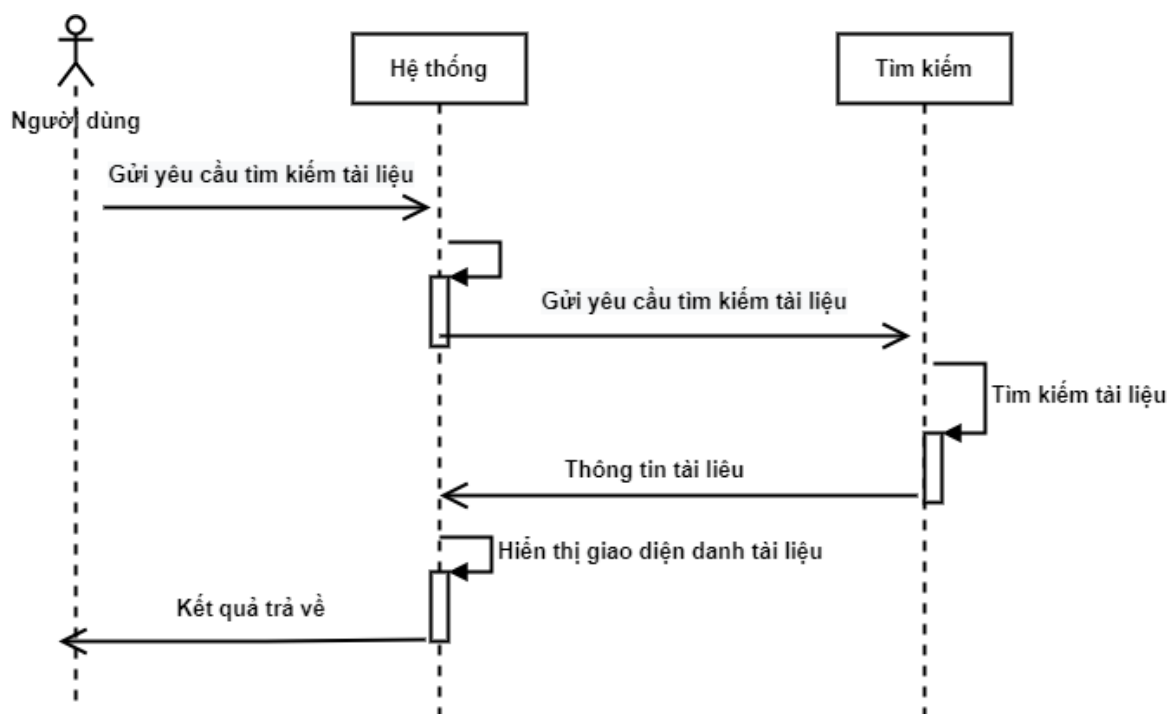 Hệ thống
Tìm kiếm
Người dùng
Gửi yêu cầu tìm kiếm tài liệu
Gửi yêu cầu tìm kiếm tài liệu
Tìm kiếm tài liệu
Thông tin tài liêu
Hiển thị giao diện danh tài liệu
Kết quả trả về